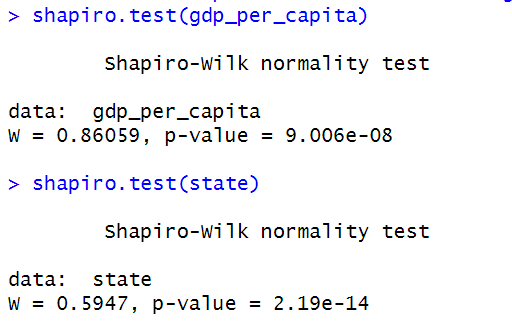 > shapiro.test(gdp_per_capita)
Shapiro-Wilk normality test
data:  gdp_per_capita
W = 0.86059, p-value = 9.006e-08
> shapiro.test(state)
Shapiro-Wilk normality test
data:  state
W = 0.5947, p-value = 2.19e-14